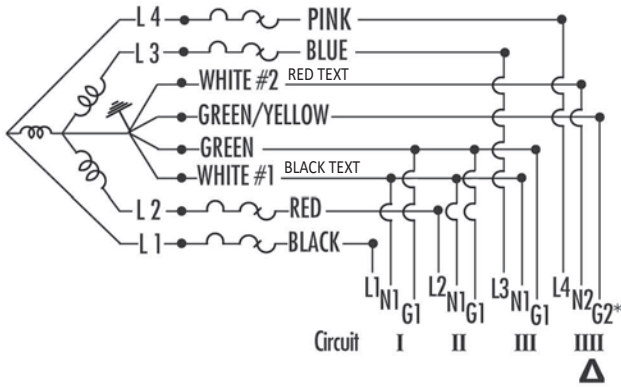 L 4 PINK
L 3 BLUE
WHITE #2 RED TEXT
GREEN/YELLOW
GREEN
WHITE #1 BLACK TEXT
L 2 RED
L 1 BLACK
L1 N1 G1 L2 N1 G1 L3 N1 G1 L4 N2 G2*
Circuit I II III IIII
Δ